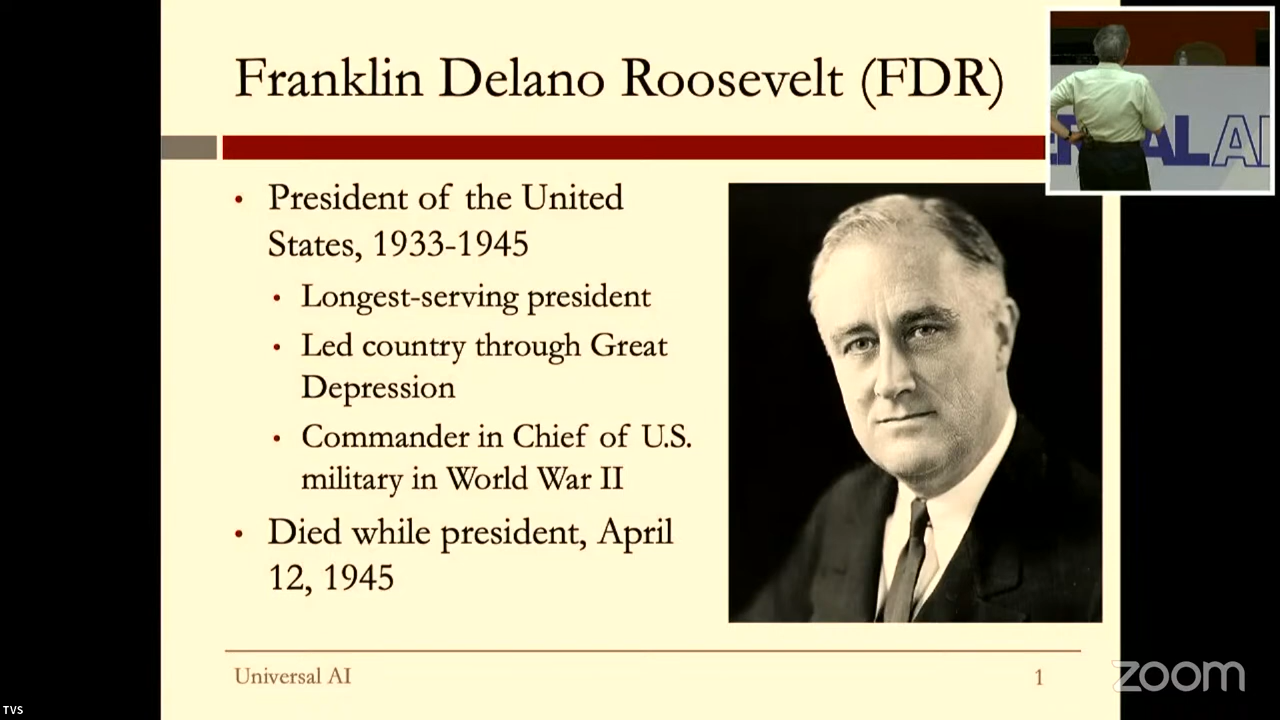 Franklin Delano Roosevelt (FDR)
• President of the United
States, 1933-1945
• Longest-serving president
• Led country through Great
Depression
• Commander in Chief of U.S.
military in World War II
• Died while president, April
12, 1945
Universal AI
1
zoom
TVS